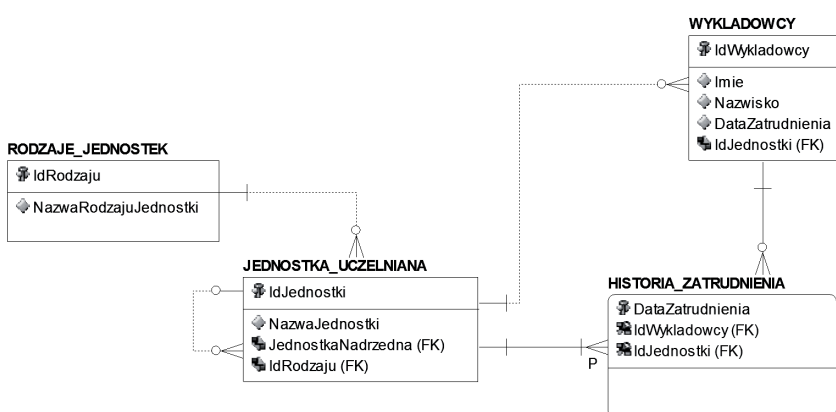 WYKLADOWCY
IdWykladowcy
Imie
Nazwisko
DataZatrudnienia
IdJednostki (FK)
RODZAJE_JEDNOSTEK
IdRodzaju
NazwaRodzajuJednostki
JEDNOSTKA_UCZELNIANA
IdJednostki
NazwaJednostki
JednostkaNadrzedna (FK)
IdRodzaju (FK)
HISTORIA_ZATRUDNIENIA
DataZatrudnienia
IdWykladowcy (FK)
IdJednostki (FK)
P